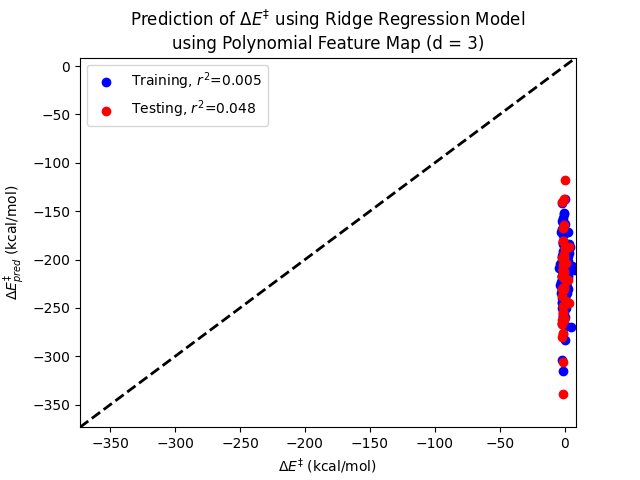 Prediction of ΔE‡ using Ridge Regression Model
using Polynomial Feature Map (d = 3)
Training, r²=0.005
Testing, r²=0.048
0
−50
−100
−150
−200
−250
−300
−350
ΔE‡pred (kcal/mol)
−350 −300 −250 −200 −150 −100 −50 0
ΔE‡ (kcal/mol)